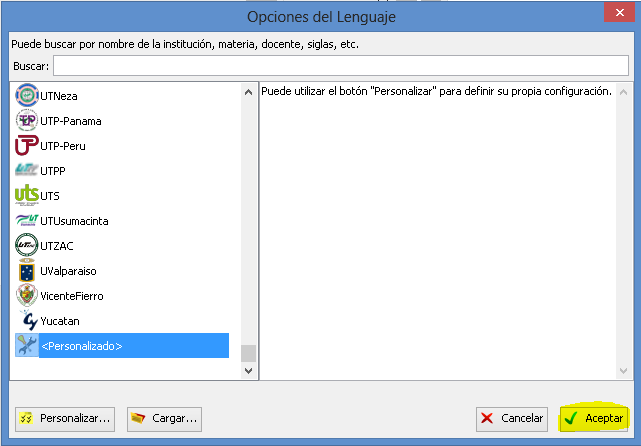 Opciones del Lenguaje
Puede buscar por nombre de la institución, materia, docente, siglas, etc.
Buscar:
UTNeza
UTP-Panama
UTP-Peru
UTPP
UTS
UTUsumacinta
UTZAC
UValparaiso
VicenteFierro
Yucatan
<Personalizado>
Puede utilizar el botón "Personalizar" para definir su propia configuración.
Personalizar...
Cargar...
Cancelar
Aceptar